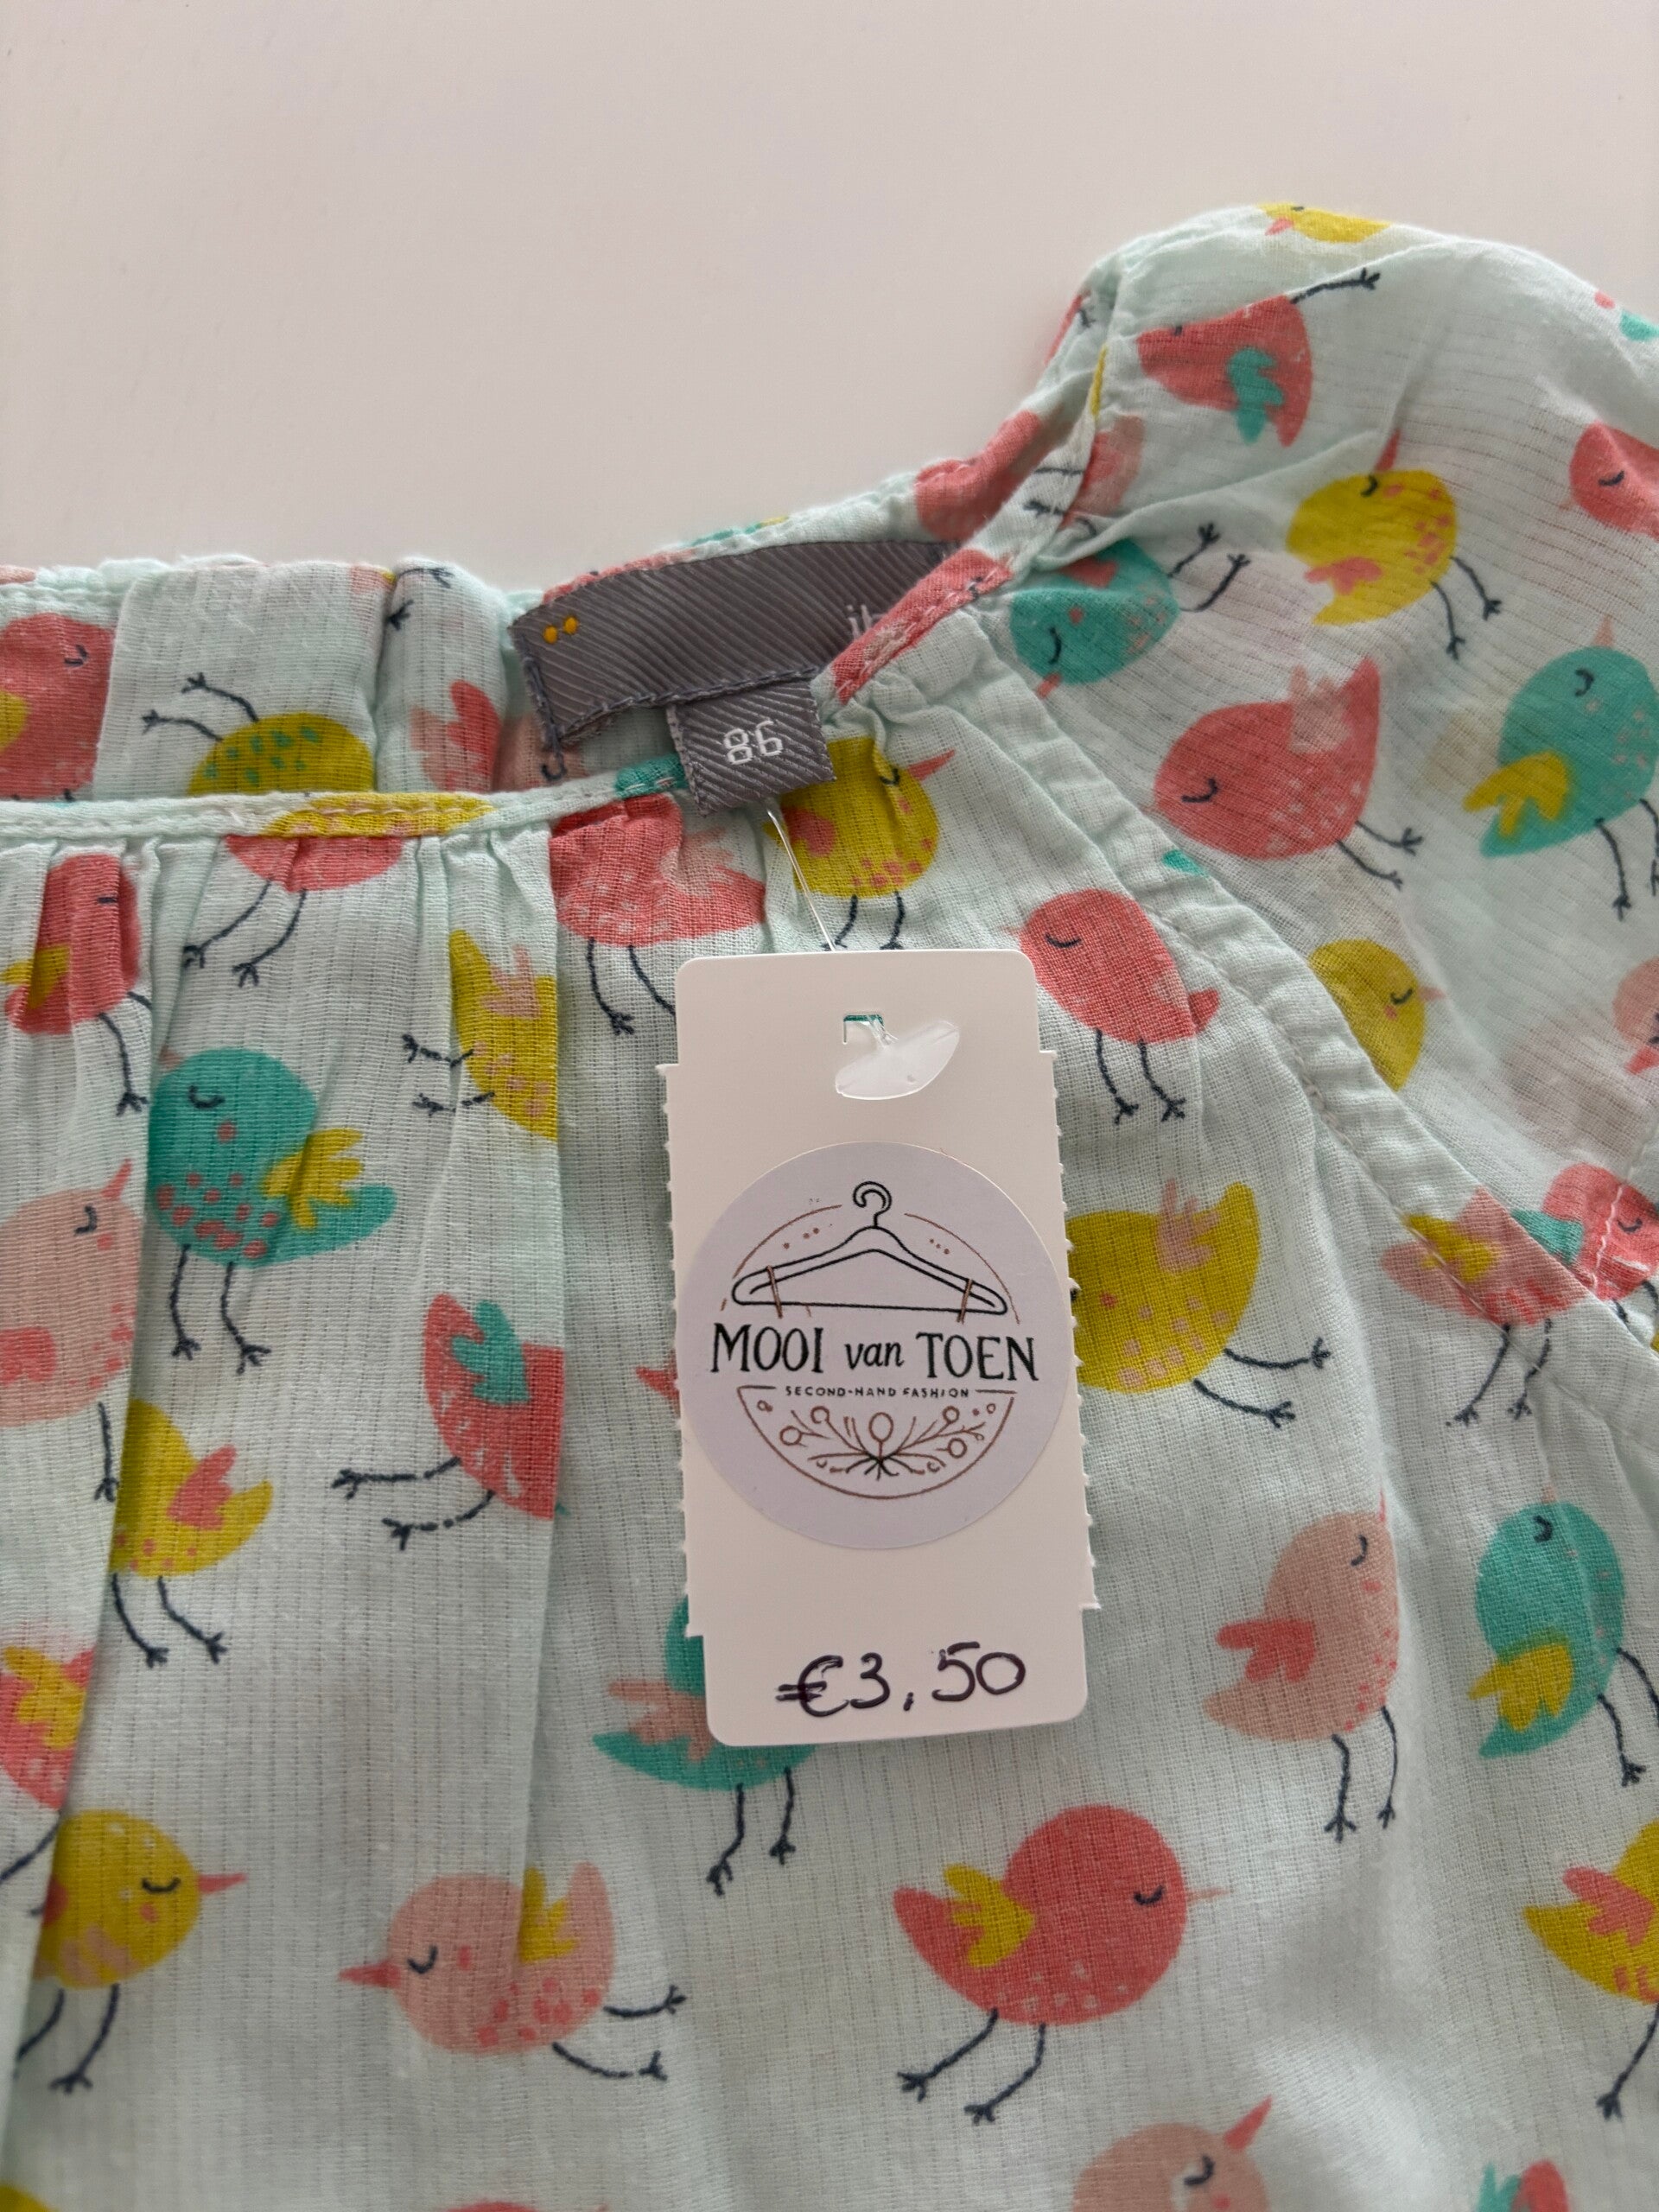 86
MOOI van TOEN
SECOND-HAND FASHION
€3,50